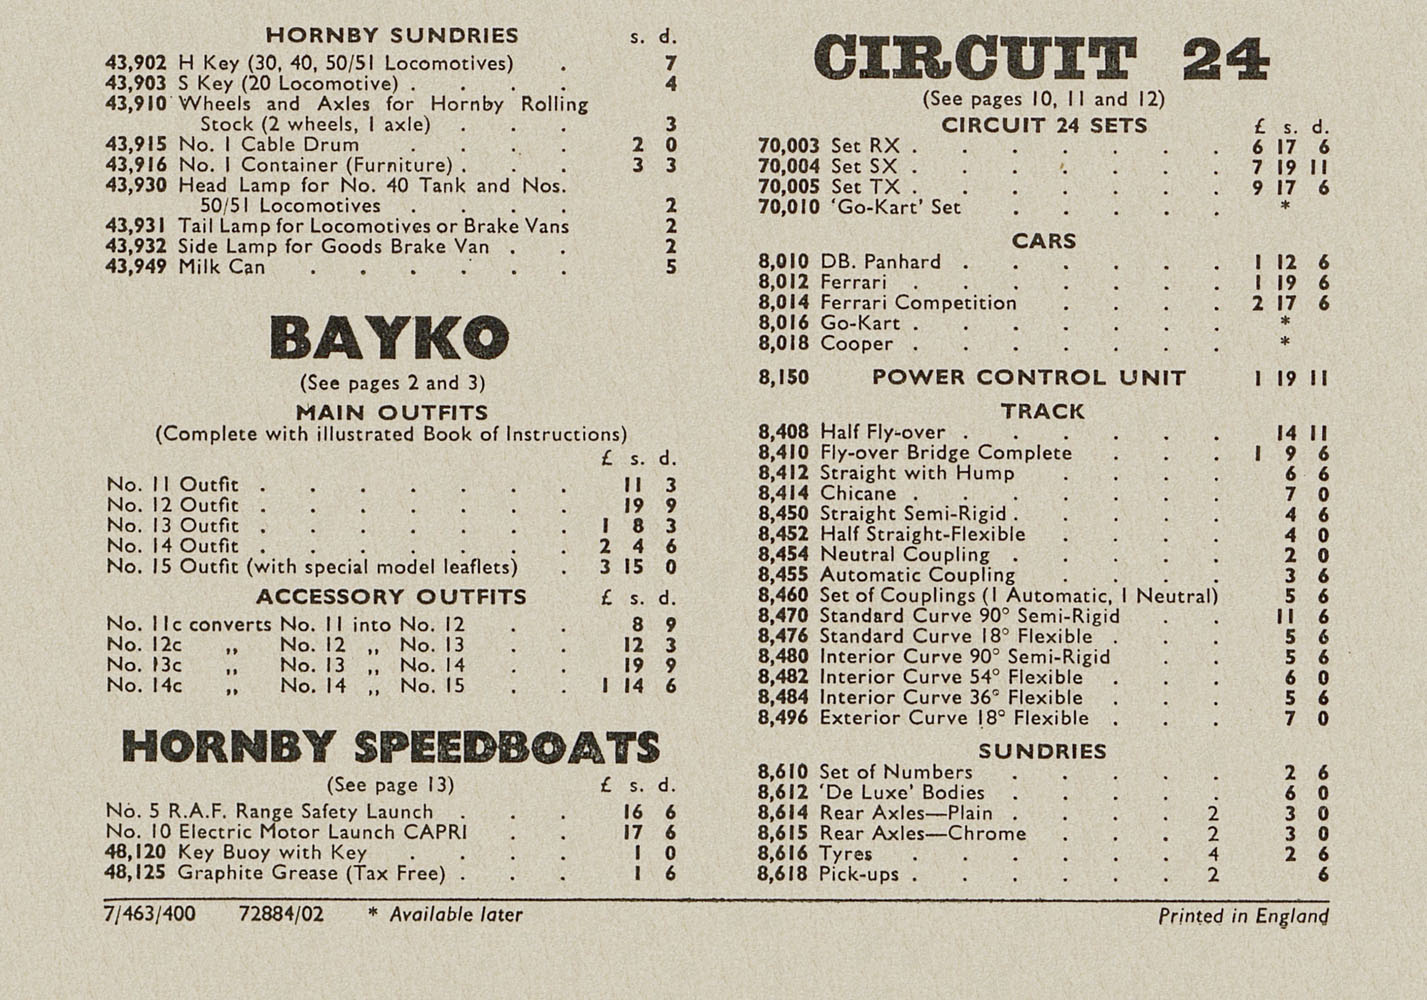 HORNBY SUNDRIES s. d.
43,902 H Key (30, 40, 50/51 Locomotives) . 7
43,903 S Key (20 Locomotive) . . . . 4
43,910 Wheels and Axles for Hornby Rolling
Stock (2 wheels, 1 axle) . . . 3
43,915 No. 1 Cable Drum . . . . 2 0
43,916 No. 1 Container (Furniture) . . . 3 3
43,930 Head Lamp for No. 40 Tank and Nos.
50/51 Locomotives . . . . 2
43,931 Tail Lamp for Locomotives or Brake Vans 2
43,932 Side Lamp for Goods Brake Van . . 2
43,949 Milk Can . . . . . . 5
BAYKO
(See pages 2 and 3)
MAIN OUTFITS
(Complete with illustrated Book of Instructions)
£ s. d.
No. 11 Outfit . . . . . . . 11 3
No. 12 Outfit . . . . . . . 19 9
No. 13 Outfit . . . . . . . 1 8 3
No. 14 Outfit . . . . . . . 2 4 6
No. 15 Outfit (with special model leaflets) . 3 15 0
ACCESSORY OUTFITS £ s. d.
No. 11c converts No. 11 into No. 12 . . 8 9
No. 12c ,, No. 12 ,, No. 13 . . 12 3
No. 13c ,, No. 13 ,, No. 14 . . 19 9
No. 14c ,, No. 14 ,, No. 15 . . 1 14 6
HORNBY SPEEDBOATS
(See page 13) £ s. d.
No. 5 R.A.F. Range Safety Launch . . . 16 6
No. 10 Electric Motor Launch CAPRI . . 17 6
48,120 Key Buoy with Key . . . . 1 0
48,125 Graphite Grease (Tax Free) . . . 1 6
CIRCUIT 24
(See pages 10, 11 and 12)
CIRCUIT 24 SETS £ s. d.
70,003 Set RX . . . . . . . 6 17 6
70,004 Set SX . . . . . . . 7 19 11
70,005 Set TX . . . . . . . 9 17 6
70,010 ‘Go-Kart’ Set . . . . . *
CARS
8,010 DB. Panhard . . . . . . 1 12 6
8,012 Ferrari . . . . . . . 1 19 6
8,014 Ferrari Competition . . . . 2 17 6
8,016 Go-Kart . . . . . . . *
8,018 Cooper . . . . . . . *
8,150 POWER CONTROL UNIT 1 19 11
TRACK
8,408 Half Fly-over . . . . . . 14 11
8,410 Fly-over Bridge Complete . . . 1 9 6
8,412 Straight with Hump . . . . 6 6
8,414 Chicane . . . . . . . 7 0
8,450 Straight Semi-Rigid . . . . . 4 6
8,452 Half Straight-Flexible . . . . 4 0
8,454 Neutral Coupling . . . . . 2 0
8,455 Automatic Coupling . . . . 3 6
8,460 Set of Couplings (1 Automatic, 1 Neutral) 5 6
8,470 Standard Curve 90° Semi-Rigid . . 11 6
8,476 Standard Curve 18° Flexible . . . 5 6
8,480 Interior Curve 90° Semi-Rigid . . 5 6
8,482 Interior Curve 54° Flexible . . . 6 0
8,484 Interior Curve 36° Flexible . . . 5 6
8,496 Exterior Curve 18° Flexible . . . 7 0
SUNDRIES
8,610 Set of Numbers . . . . . 2 6
8,612 ‘De Luxe’ Bodies . . . . . 6 0
8,614 Rear Axles—Plain . . . . 2 3 0
8,615 Rear Axles—Chrome . . . 2 3 0
8,616 Tyres . . . . . . 4 2 6
8,618 Pick-ups . . . . . . 2 6
7/463/400 72884/02 * Available later Printed in England